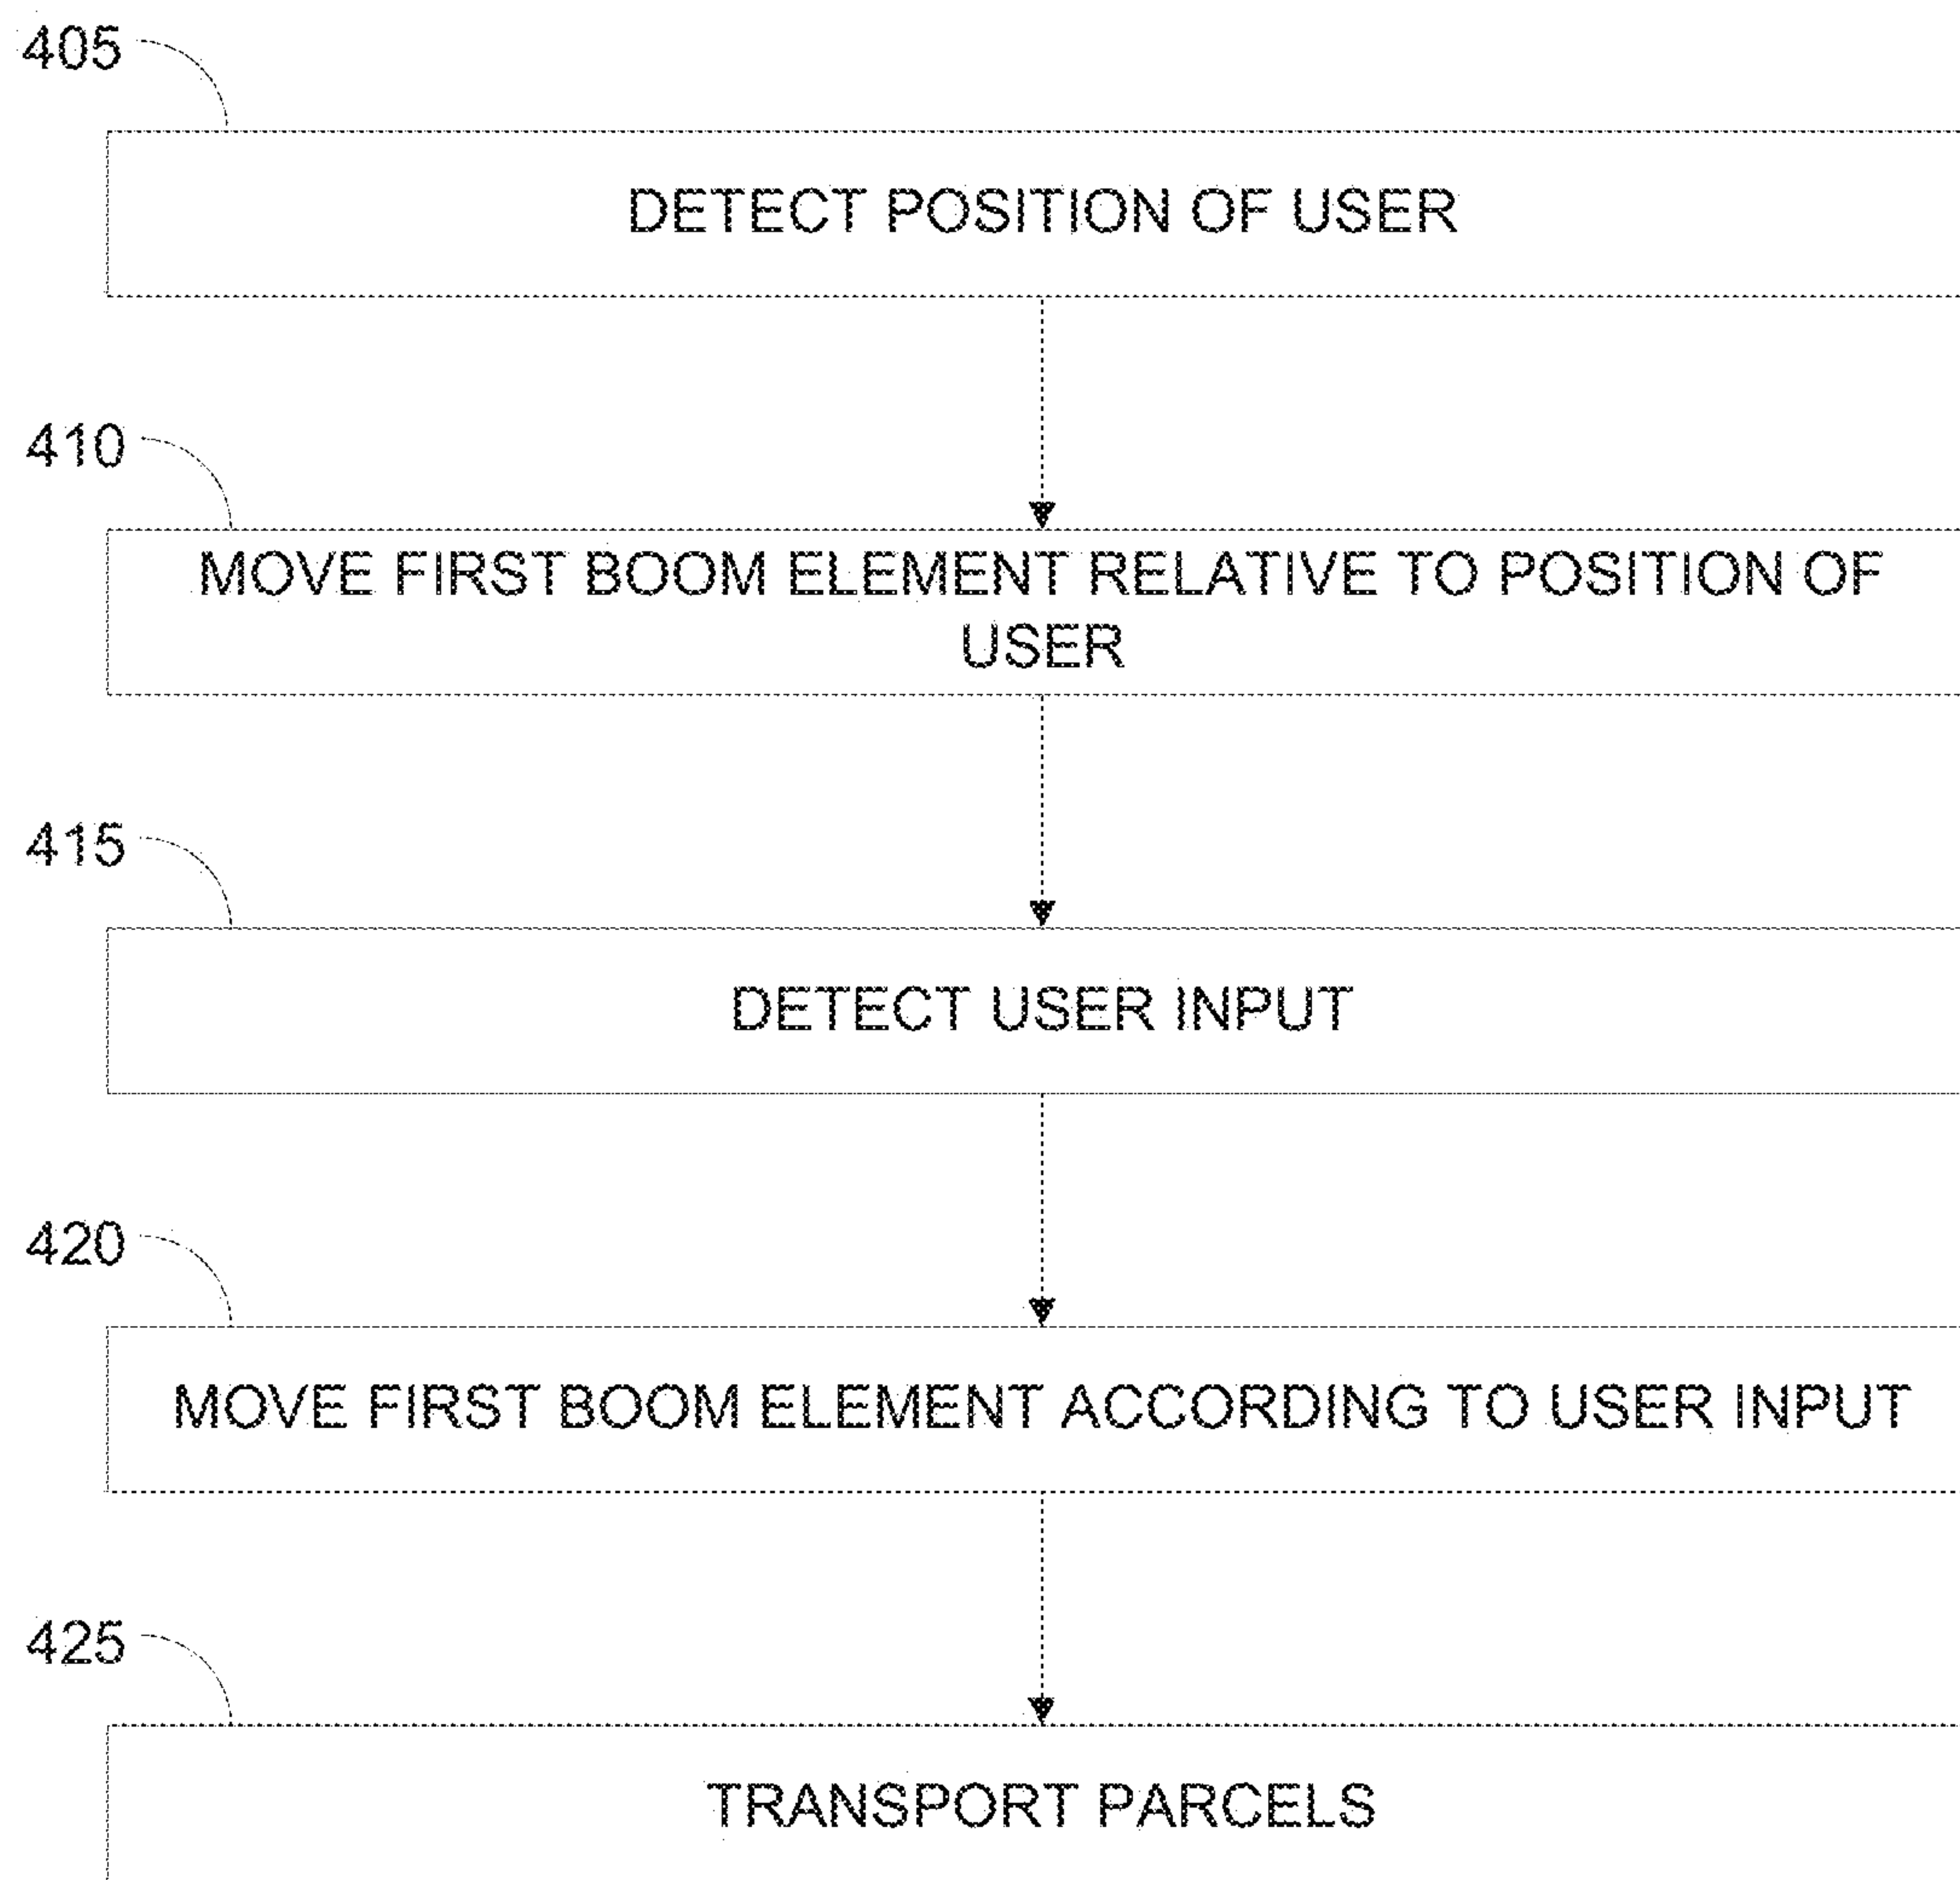 405
DETECT POSITION OF USER
410
MOVE FIRST BOOM ELEMENT RELATIVE TO POSITION OF
USER
415
DETECT USER INPUT
420
MOVE FIRST BOOM ELEMENT ACCORDING TO USER INPUT
425
TRANSPORT PARCELS